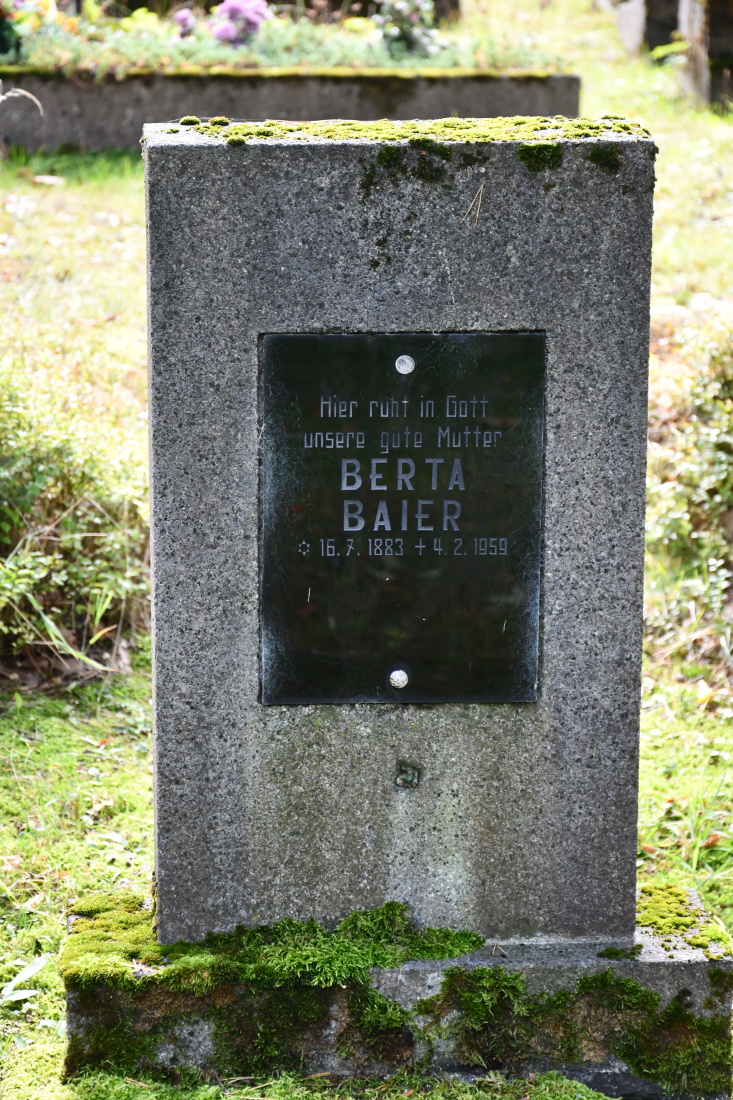 Hier ruht in Gott
unsere gute Mutter
BERTA
BAIER
☼ 16. 7. 1883 + 4. 2. 1959